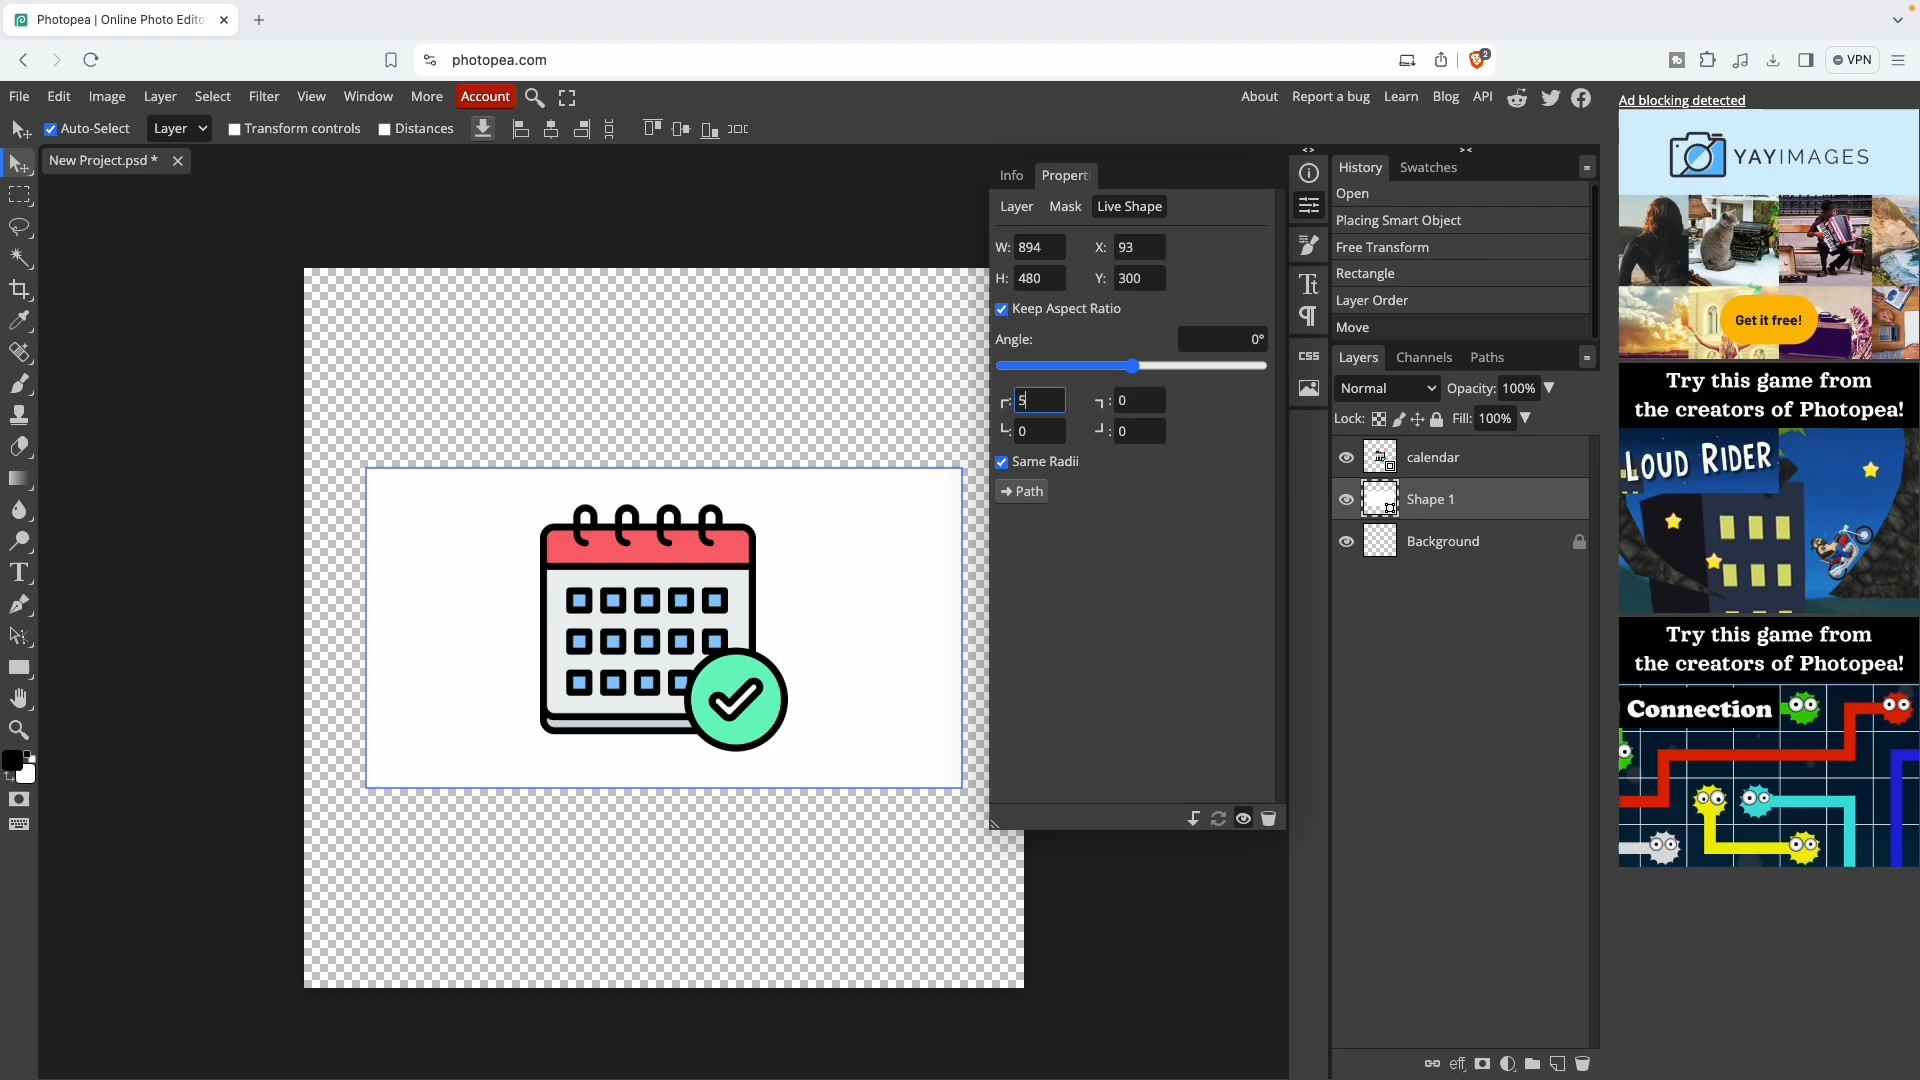 Photopea | Online Photo Edito
photopea.com
2
VPN
File Edit Image Layer Select Filter View Window More Account
About Report a bug Learn Blog API
Auto-Select Layer Transform controls Distances
New Project.psd *
Info Propert
Layer Mask Live Shape
W: 894 X: 93
H: 480 Y: 300
Keep Aspect Ratio
Angle: 0°
5 0
0 0
Same Radii
Path
CSS
History Swatches
Open
Placing Smart Object
Free Transform
Rectangle
Layer Order
Move
Layers Channels Paths
Normal Opacity: 100%
Lock: Fill: 100%
calendar
Shape 1
Background
eff
Ad blocking detected
YAYIMAGES
Get it free!
Try this game from
the creators of Photopea!
LOUD RIDER
Try this game from
the creators of Photopea!
Connection